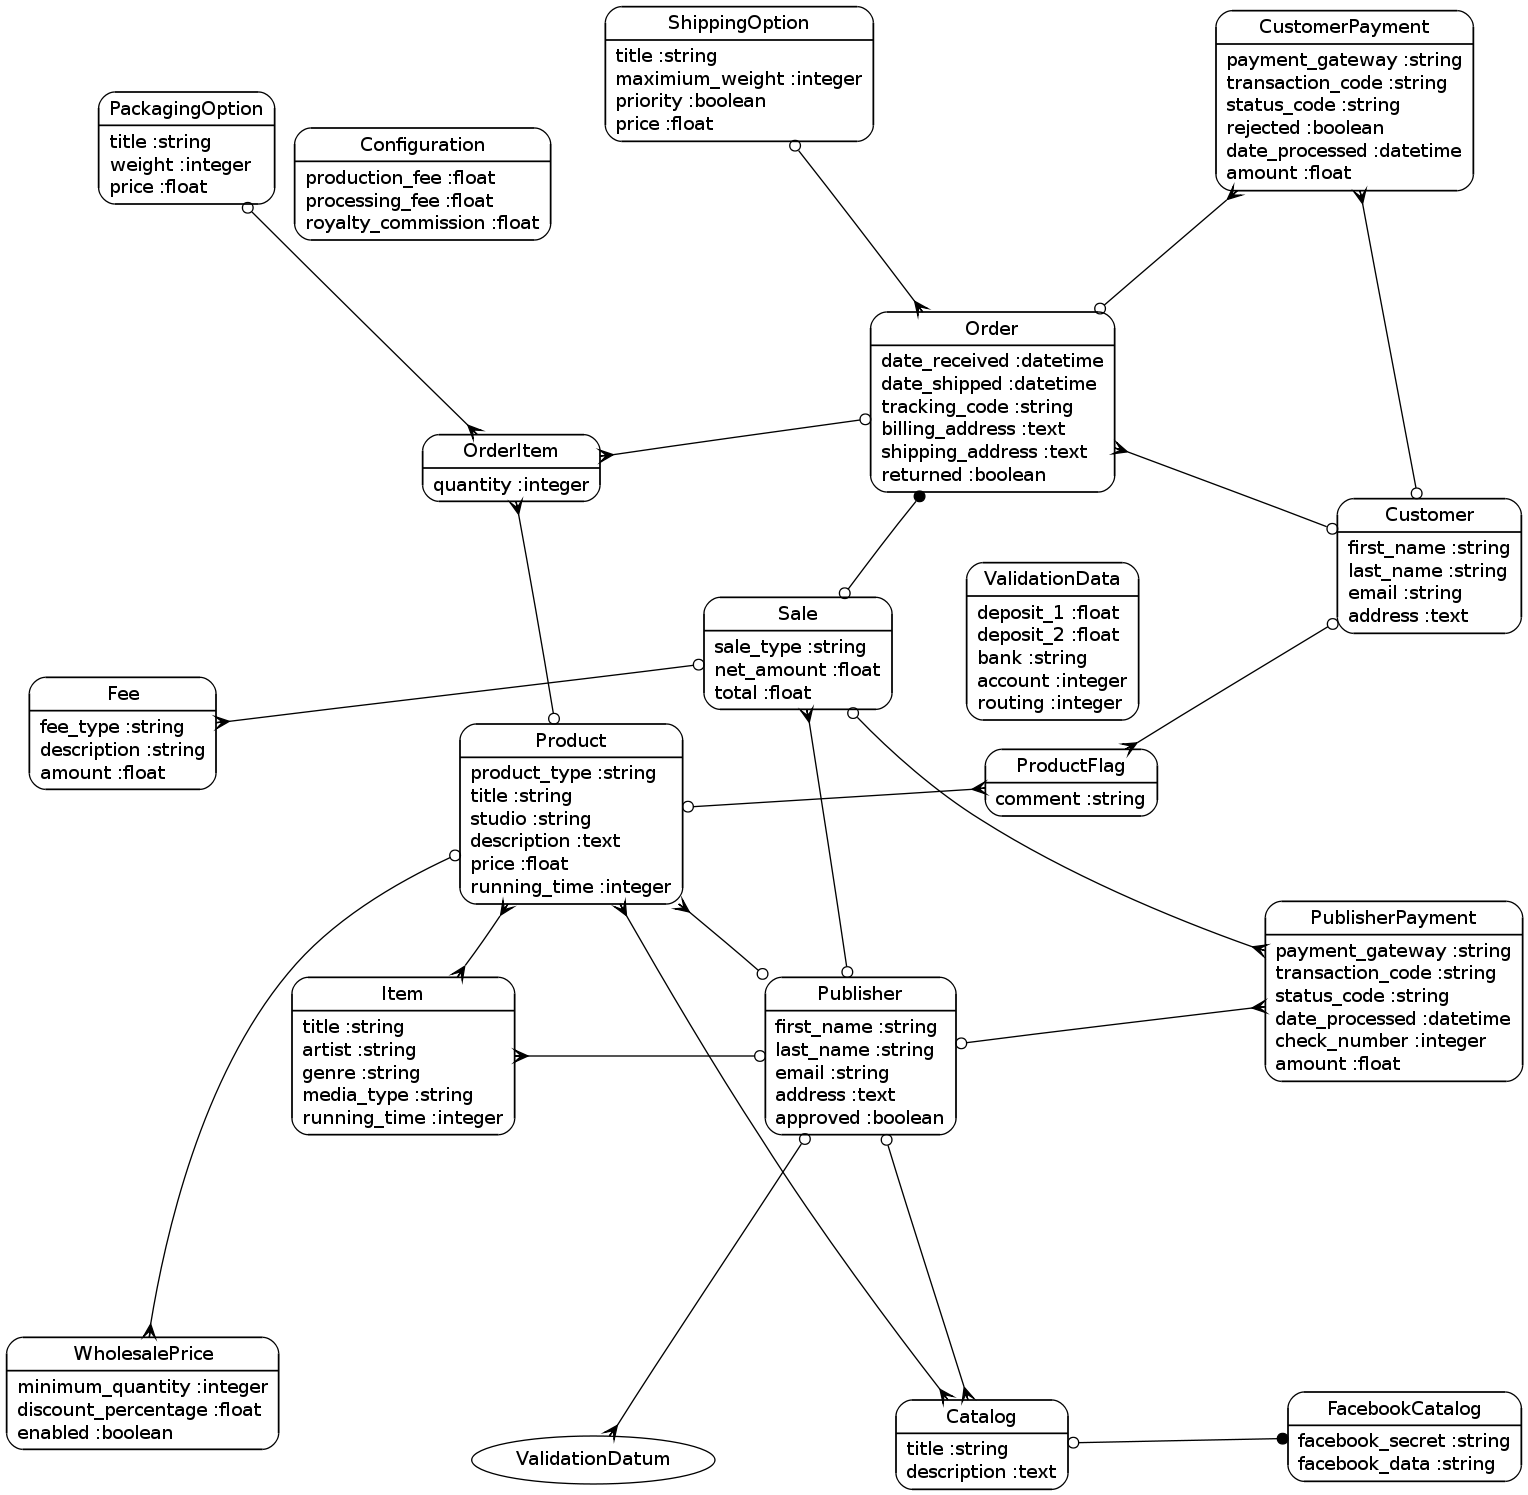 ShippingOption
title :string
maximium_weight :integer
priority :boolean
price :float
CustomerPayment
payment_gateway :string
transaction_code :string
status_code :string
rejected :boolean
date_processed :datetime
amount :float
PackagingOption
title :string
weight :integer
price :float
Configuration
production_fee :float
processing_fee :float
royalty_commission :float
Order
date_received :datetime
date_shipped :datetime
tracking_code :string
billing_address :text
shipping_address :text
returned :boolean
OrderItem
quantity :integer
Customer
first_name :string
last_name :string
email :string
address :text
ValidationData
deposit_1 :float
deposit_2 :float
bank :string
account :integer
routing :integer
Sale
sale_type :string
net_amount :float
total :float
Fee
fee_type :string
description :string
amount :float
Product
product_type :string
title :string
studio :string
description :text
price :float
running_time :integer
ProductFlag
comment :string
PublisherPayment
payment_gateway :string
transaction_code :string
status_code :string
date_processed :datetime
check_number :integer
amount :float
Item
title :string
artist :string
genre :string
media_type :string
running_time :integer
Publisher
first_name :string
last_name :string
email :string
address :text
approved :boolean
WholesalePrice
minimum_quantity :integer
discount_percentage :float
enabled :boolean
ValidationDatum
Catalog
title :string
description :text
FacebookCatalog
facebook_secret :string
facebook_data :string